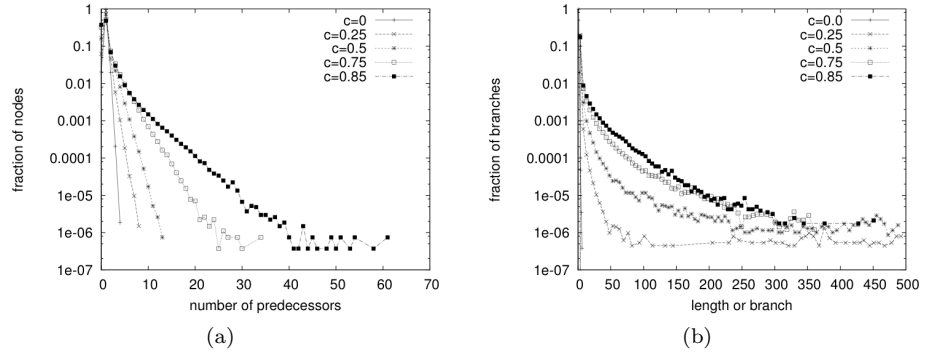 1
0.1
0.01
0.001
0.0001
1e-05
1e-06
1e-07
fraction of nodes
0 10 20 30 40 50 60 70
number of predecessors
c=0
c=0.25
c=0.5
c=0.75
c=0.85
(a)
1
0.1
0.01
0.001
0.0001
1e-05
1e-06
1e-07
fraction of branches
0 50 100 150 200 250 300 350 400 450 500
length or branch
c=0.0
c=0.25
c=0.5
c=0.75
c=0.85
(b)